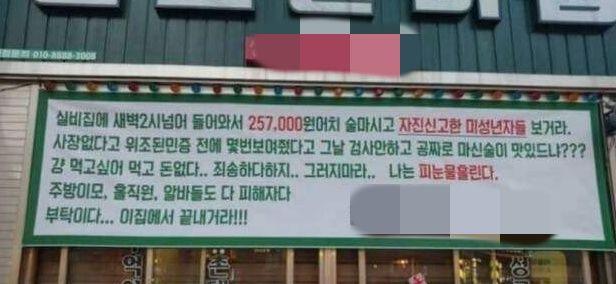 010-8588-3008
실비집에 새벽2시넘어 들어와서 257,000원어치 술마시고 자진신고한 미성년자들 보거라.
사장없다고 위조된민증 전에 몇번보여줬다고 그날 검사안하고 공짜로 마신술이 맛있드냐???
걍 먹고싶어 먹고 돈없다.. 죄송하다하지.. 그러지마라.. 나는 피눈물흘린다.
주방이모, 홀직원, 알바들도 다 피해자다
부탁이다... 이집에서 끝내거라!!!